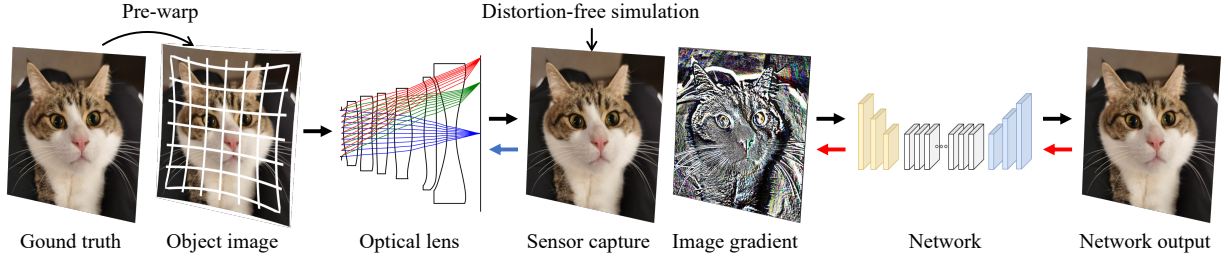 Pre-warp
Distortion-free simulation
Gound truth
Object image
Optical lens
Sensor capture
Image gradient
Network
Network output